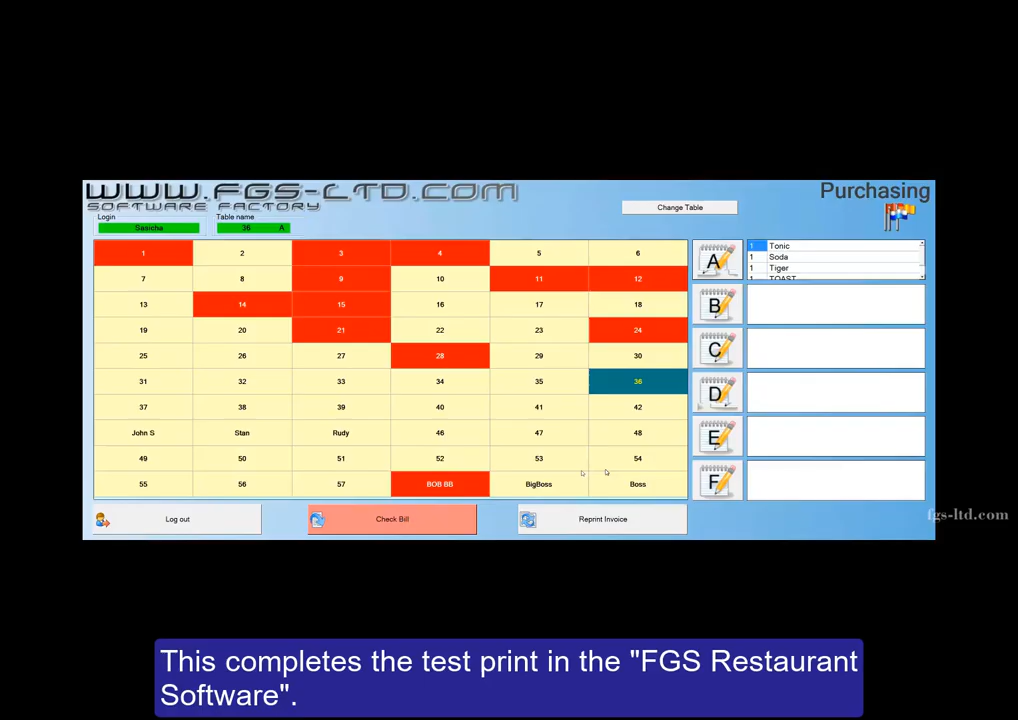 WWW.FGS-LTD.COM
SOFTWARE FACTORY
Purchasing
Change Table
Login
Table name
Sasicha
36 A
1 2 3 4 5 6
7 8 9 10 11 12
13 14 15 16 17 18
19 20 21 22 23 24
25 26 27 28 29 30
31 32 33 34 35 36
37 38 39 40 41 42
John S Stan Rudy 46 47 48
49 50 51 52 53 54
55 56 57 BOB BB BigBoss Boss
A
1 Tonic
1 Soda
1 Tiger
1 TOAST
B
C
D
E
F
Log out
Check Bill
Reprint Invoice
fgs-ltd.com
This completes the test print in the "FGS Restaurant
Software".